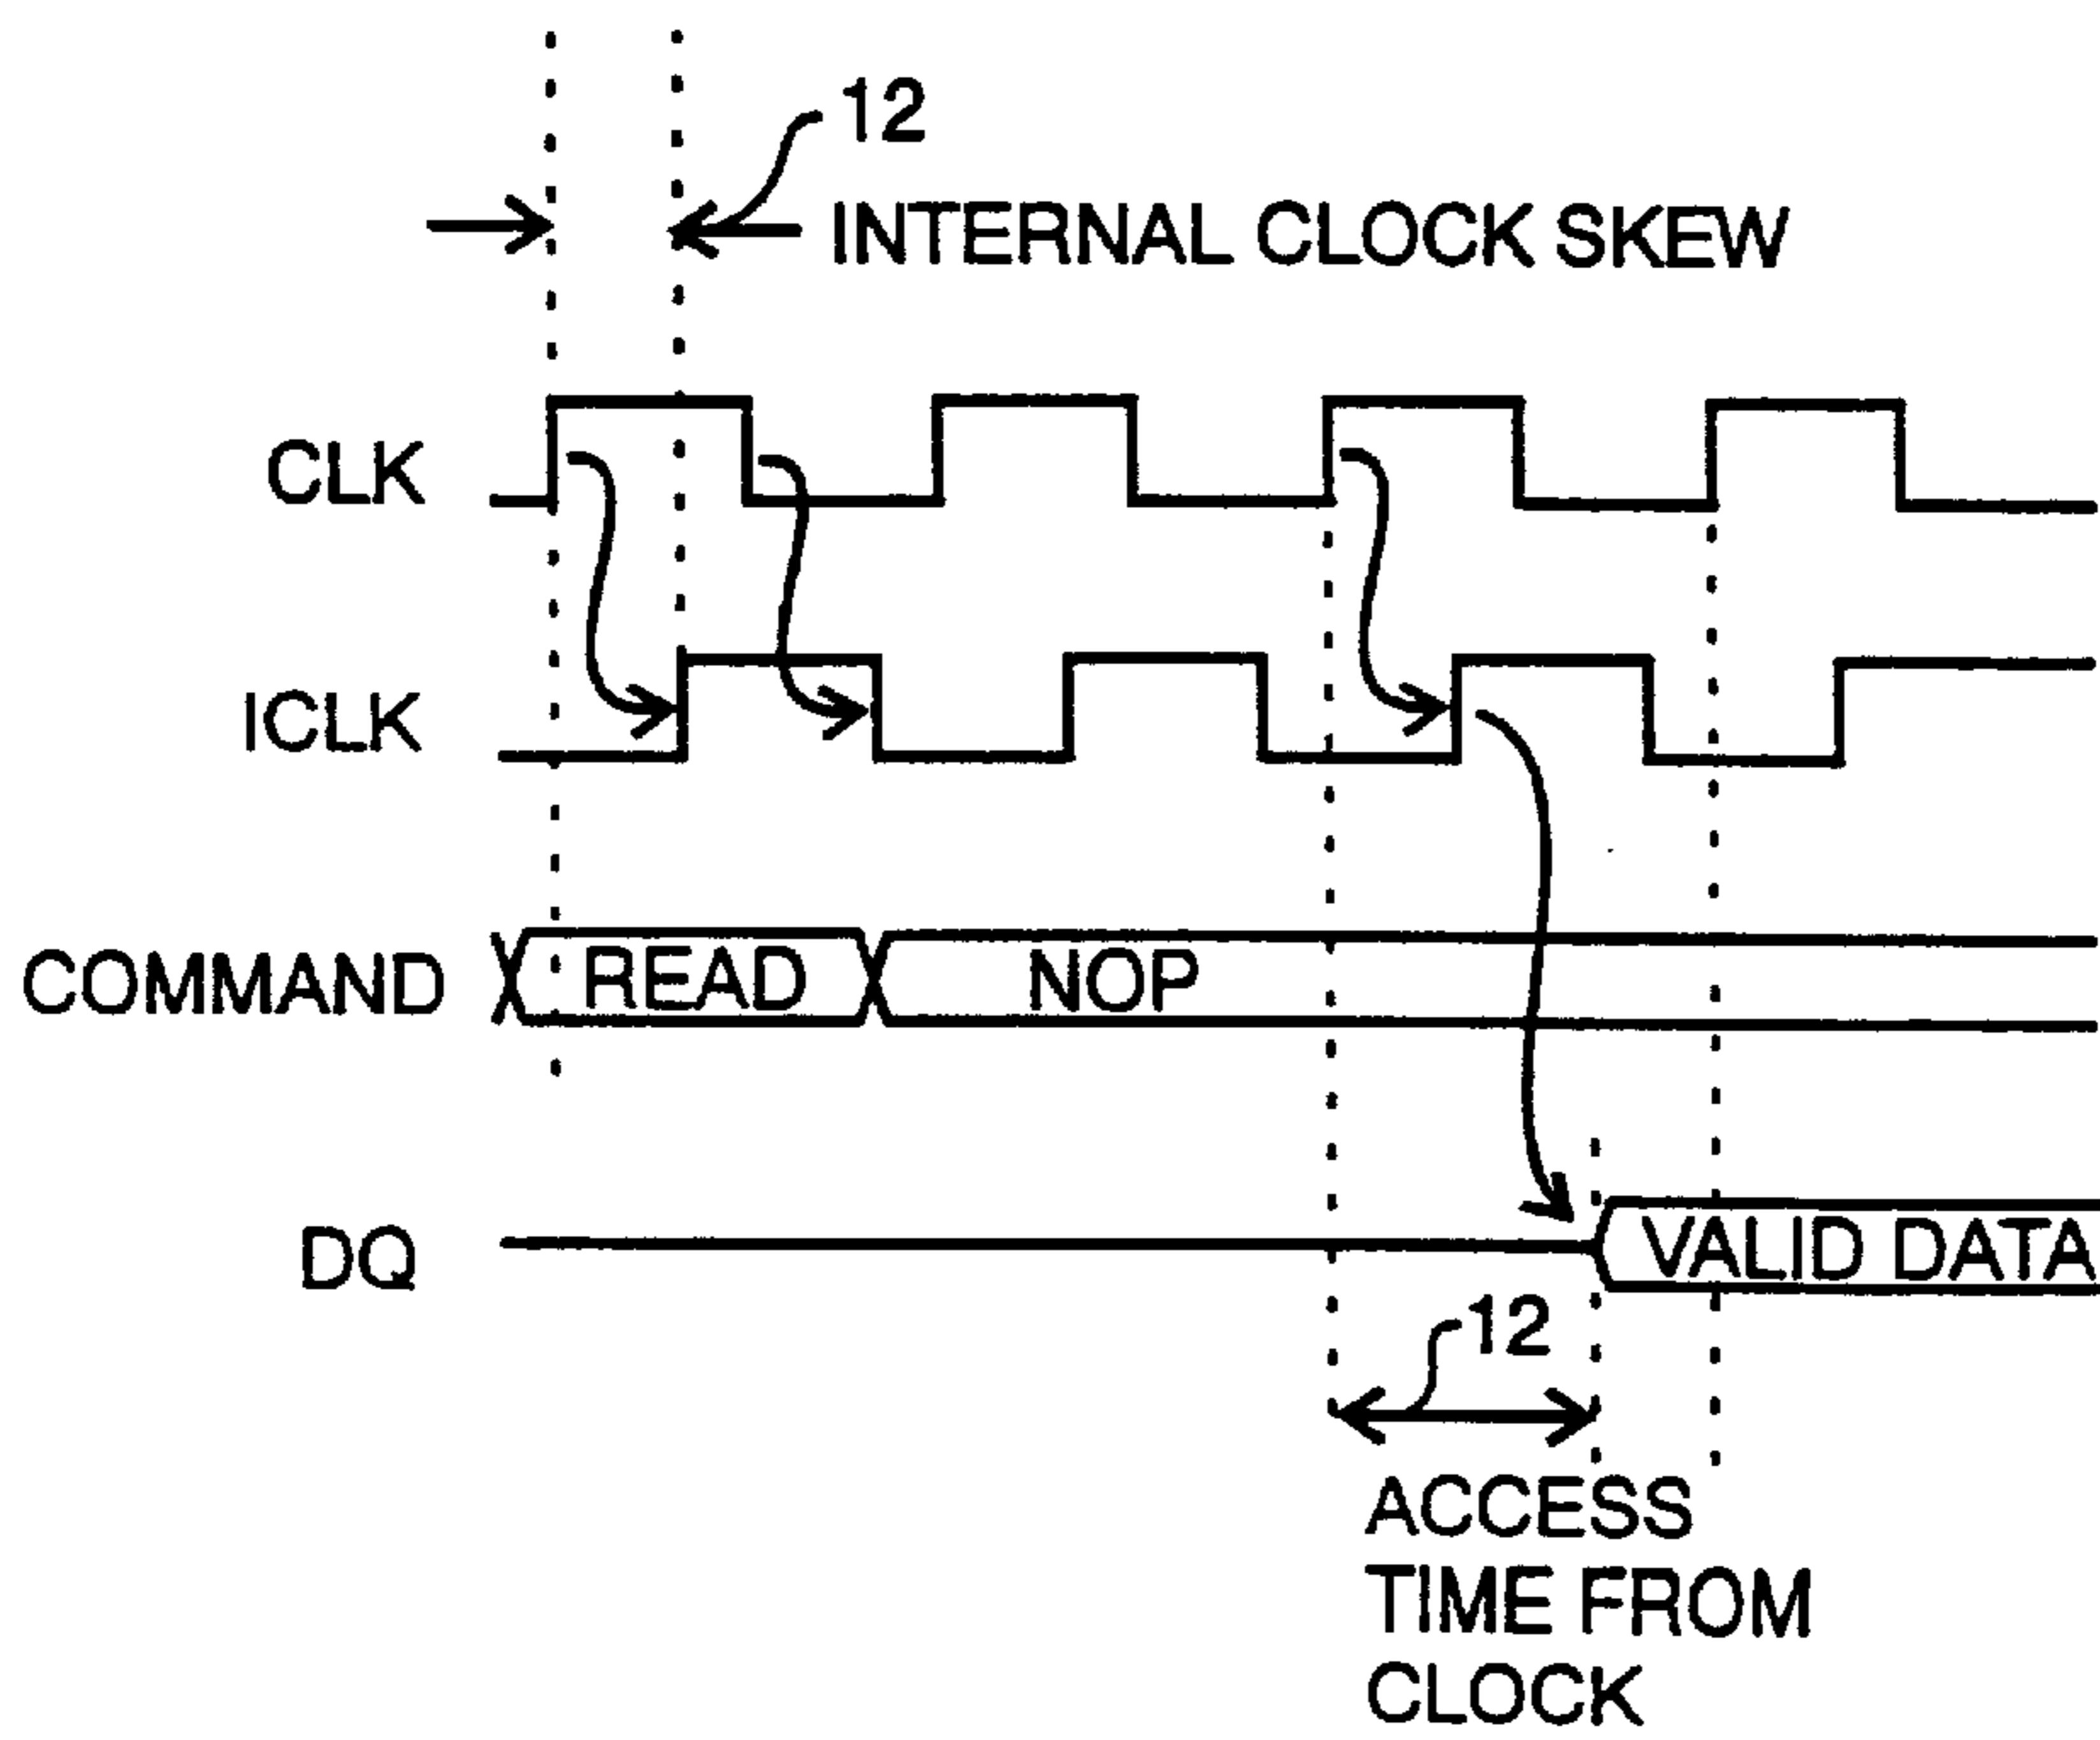 12
INTERNAL CLOCK SKEW
CLK
ICLK
COMMAND READ NOP
DQ VALID DATA
12
ACCESS
TIME FROM
CLOCK